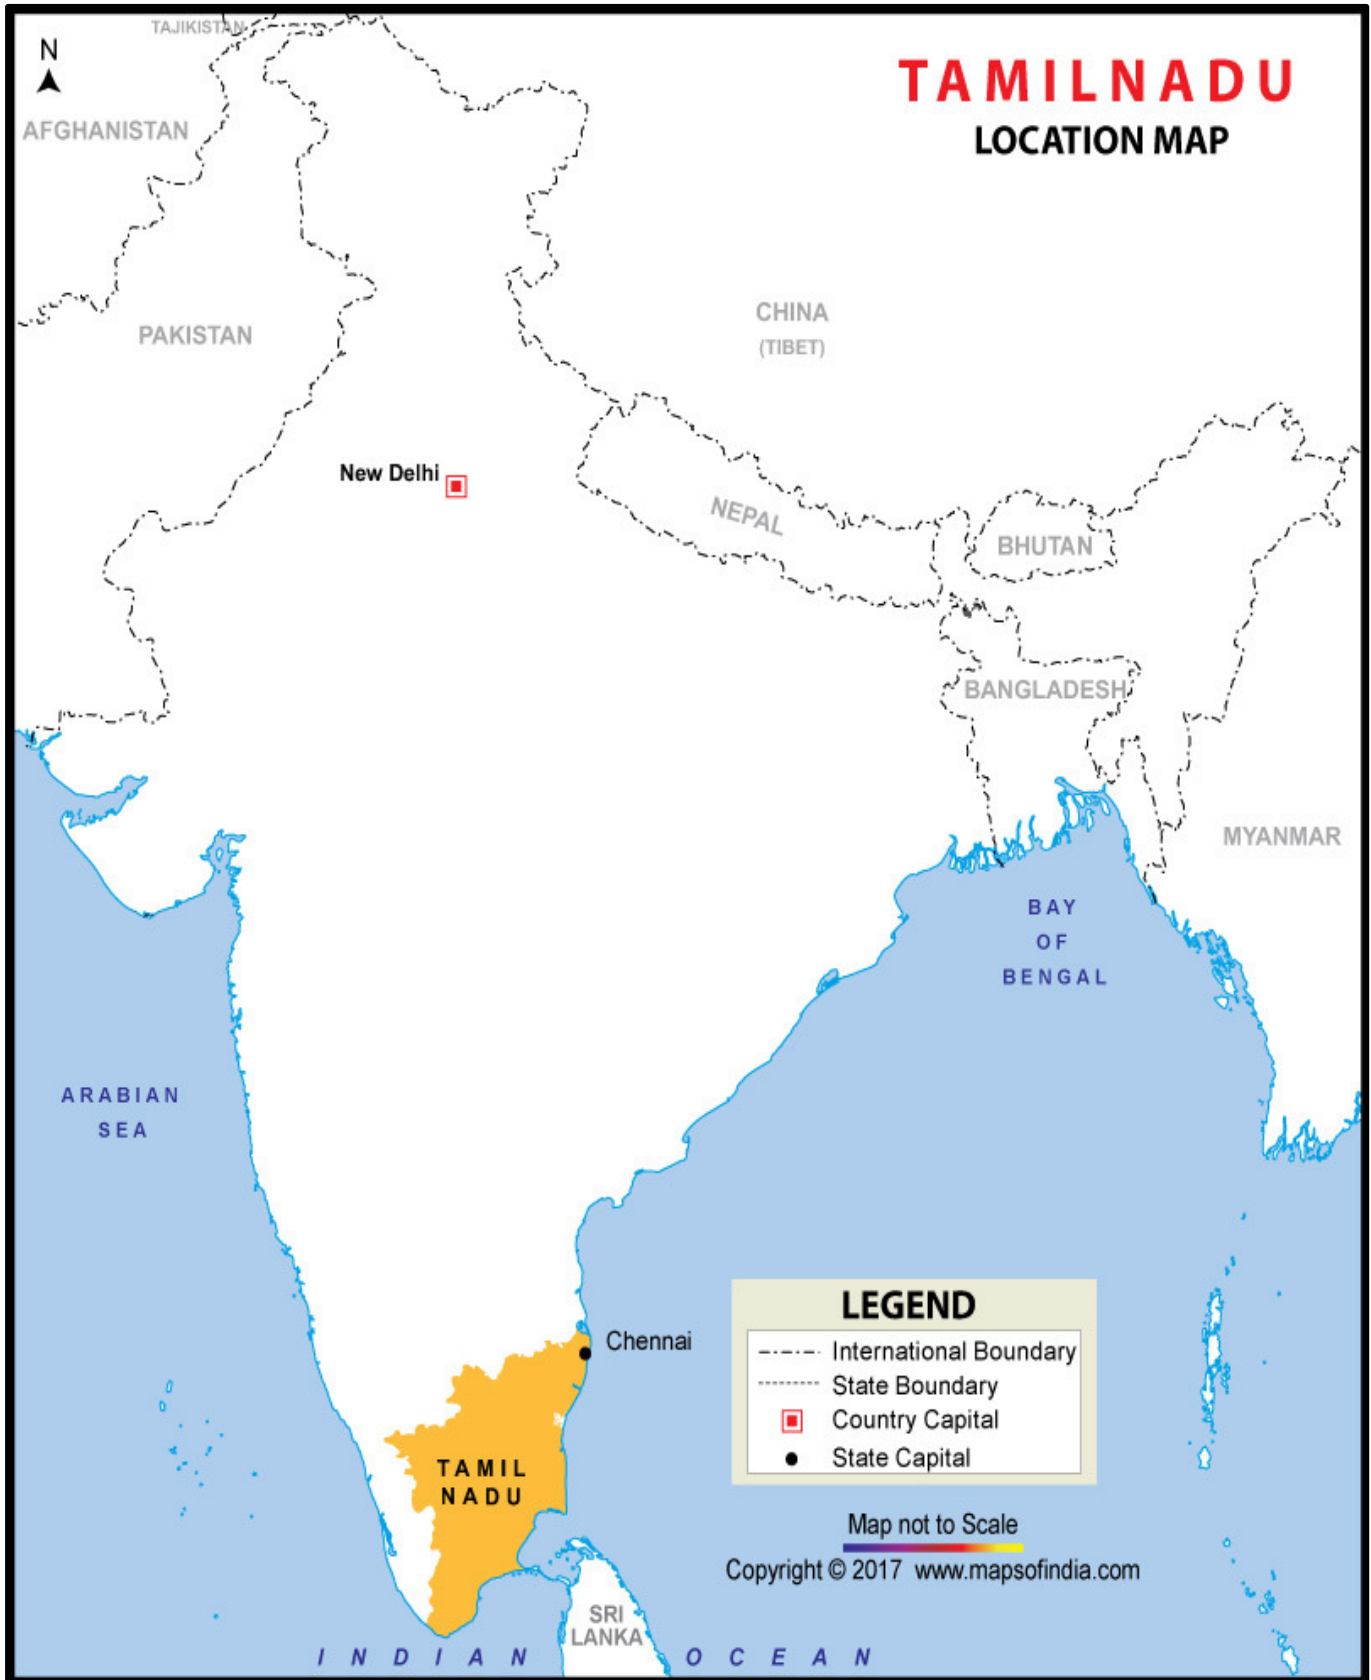 TAJIKISTAN
N
TAMILNADU
LOCATION MAP
AFGHANISTAN
PAKISTAN
CHINA
(TIBET)
New Delhi
NEPAL
BHUTAN
BANGLADESH
MYANMAR
BAY
OF
BENGAL
ARABIAN
SEA
Chennai
TAMIL
NADU
LEGEND
International Boundary
State Boundary
Country Capital
State Capital
Map not to Scale
Copyright © 2017 www.mapsofindia.com
SRI
LANKA
INDIAN OCEAN